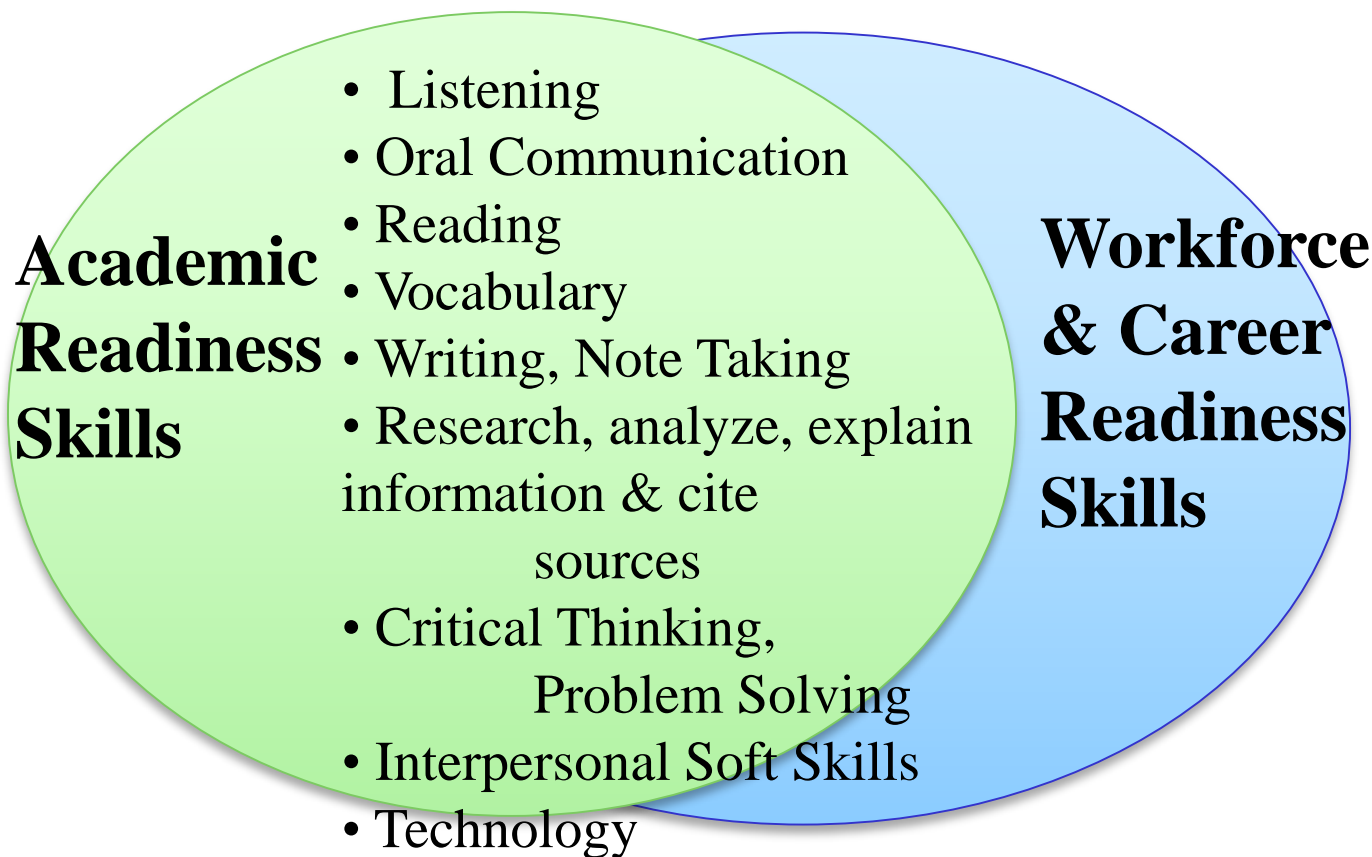 Academic
Readiness
Skills
• Listening
• Oral Communication
• Reading
• Vocabulary
• Writing, Note Taking
• Research, analyze, explain
information & cite
sources
• Critical Thinking,
Problem Solving
• Interpersonal Soft Skills
• Technology
Workforce
& Career
Readiness
Skills